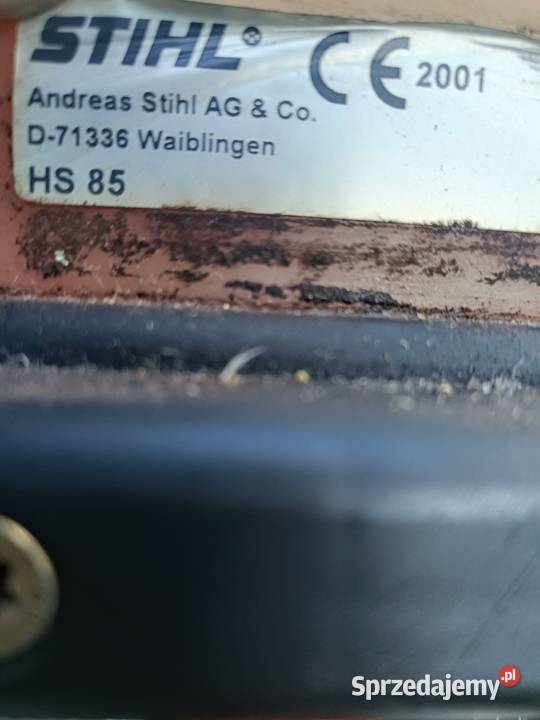 STIHL® CE 2001
Andreas Stihl AG & Co.
D-71336 Waiblingen
HS 85
Sprzedajemy.pl